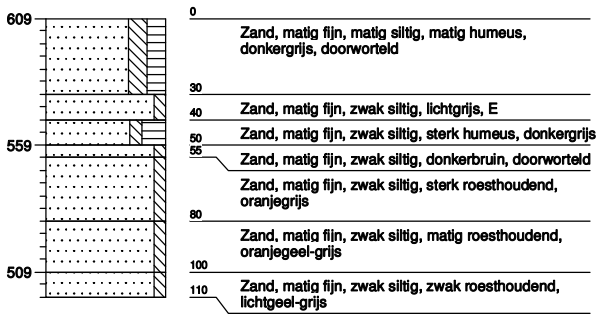 609
0
Zand, matig fijn, matig siltig, matig humeus,
donkergrijs, doorworteld
30
Zand, matig fijn, zwak siltig, lichtgrijs, E
40
Zand, matig fijn, zwak siltig, sterk humeus, donkergrijs
559
50
Zand, matig fijn, zwak siltig, donkerbruin, doorworteld
55
Zand, matig fijn, zwak siltig, sterk roesthoudend,
oranjegrijs
80
Zand, matig fijn, zwak siltig, matig roesthoudend,
oranjegeel-grijs
509
100
Zand, matig fijn, zwak siltig, zwak roesthoudend,
lichtgeel-grijs
110